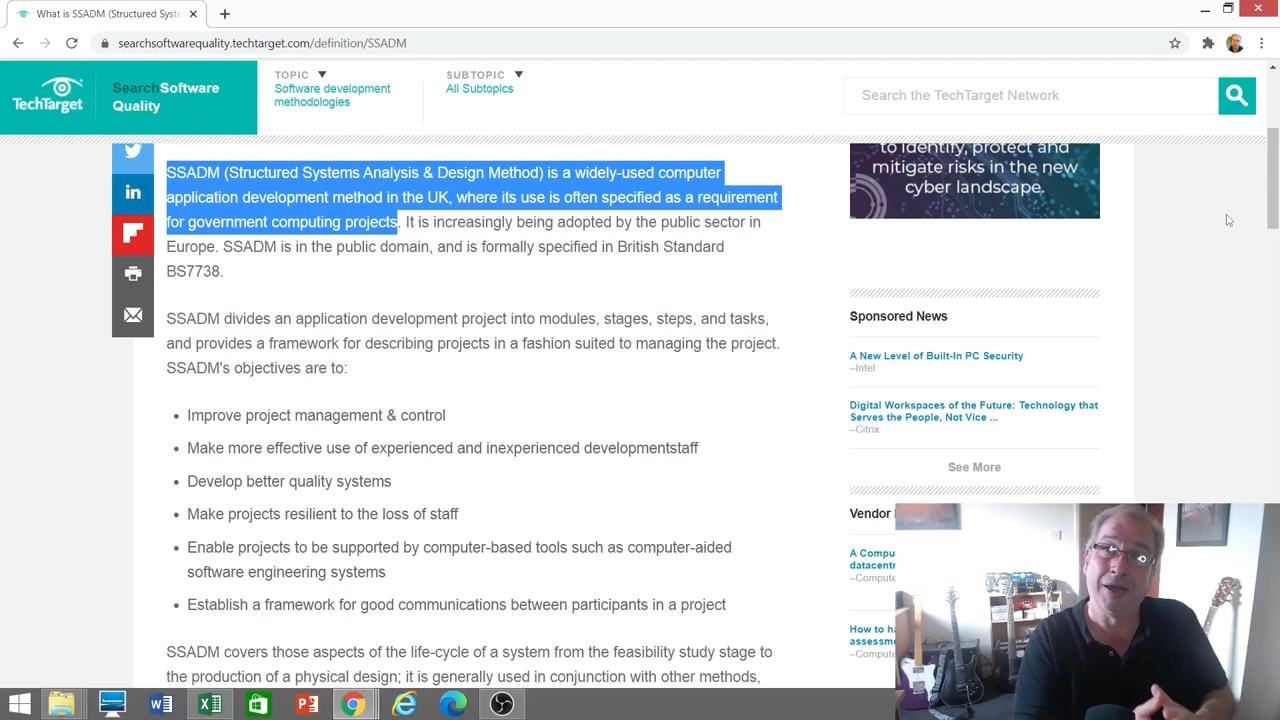 What is SSADM (Structured Syste
searchsoftwarequality.techtarget.com/definition/SSADM
TechTarget
SearchSoftware
Quality
TOPIC
Software development
methodologies
SUBTOPIC
All Subtopics
Search the TechTarget Network
SSADM (Structured Systems Analysis & Design Method) is a widely-used computer
application development method in the UK, where its use is often specified as a requirement
for government computing projects. It is increasingly being adopted by the public sector in
Europe. SSADM is in the public domain, and is formally specified in British Standard
BS7738.
SSADM divides an application development project into modules, stages, steps, and tasks,
and provides a framework for describing projects in a fashion suited to managing the project.
SSADM's objectives are to:
• Improve project management & control
• Make more effective use of experienced and inexperienced developmentstaff
• Develop better quality systems
• Make projects resilient to the loss of staff
• Enable projects to be supported by computer-based tools such as computer-aided
software engineering systems
• Establish a framework for good communications between participants in a project
SSADM covers those aspects of the life-cycle of a system from the feasibility study stage to
the production of a physical design; it is generally used in conjunction with other methods,
to identify, protect and
mitigate risks in the new
cyber landscape.
Sponsored News
A New Level of Built-In PC Security
–Intel
Digital Workspaces of the Future: Technology that
Serves the People, Not Vice ...
–Citrix
See More
Vendor
A Compu
datacent
–Compute
How to ha
assessme
–Compute